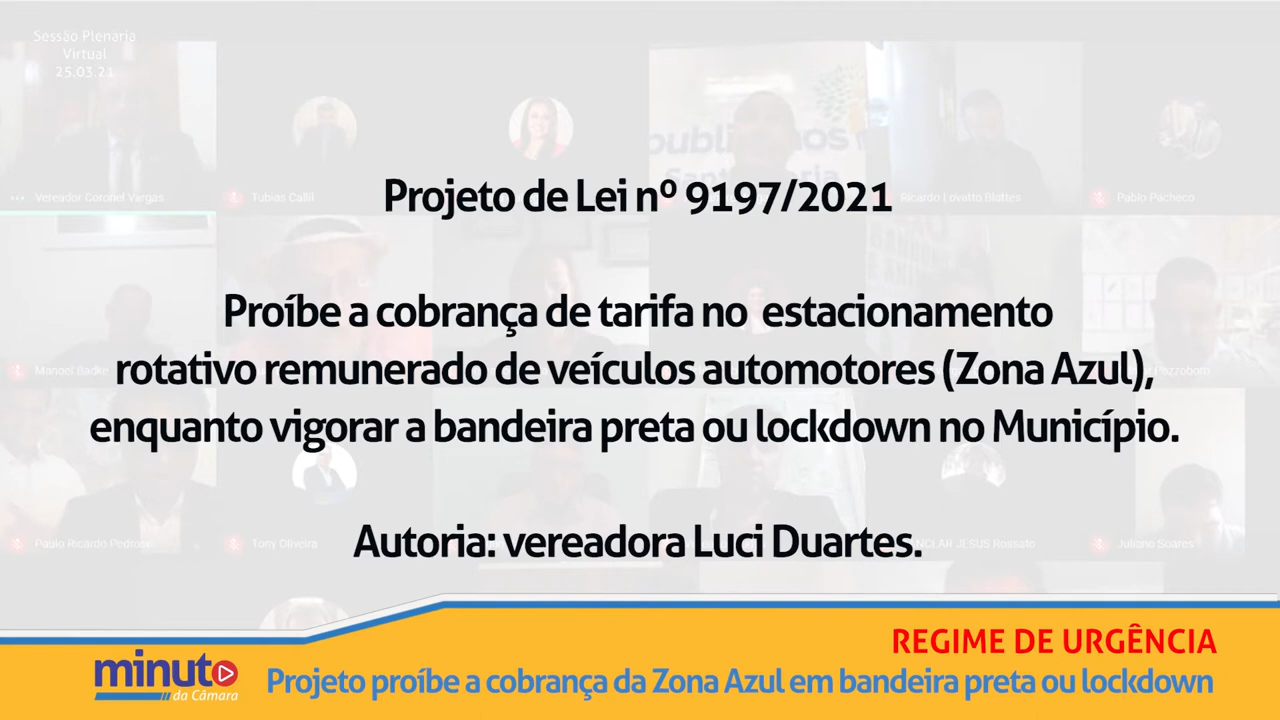 Sessão Plenaria
Virtual
25.03.21
Vereador Coronel Vargas
Tubias Callil
Ricardo Lovatto Blattes
Pablo Pacheco
Projeto de Lei nº 9197/2021
Proíbe a cobrança de tarifa no estacionamento
rotativo remunerado de veículos automotores (Zona Azul),
Manoel Badke
Pozzobom
enquanto vigorar a bandeira preta ou lockdown no Município.
Autoria: vereadora Luci Duartes.
Paulo Ricardo Pedroso
Tony Oliveira
JESUS Rossato
Juliano Soares
REGIME DE URGÊNCIA
minuto
// da Câmara
Projeto proíbe a cobrança da Zona Azul em bandeira preta ou lockdown